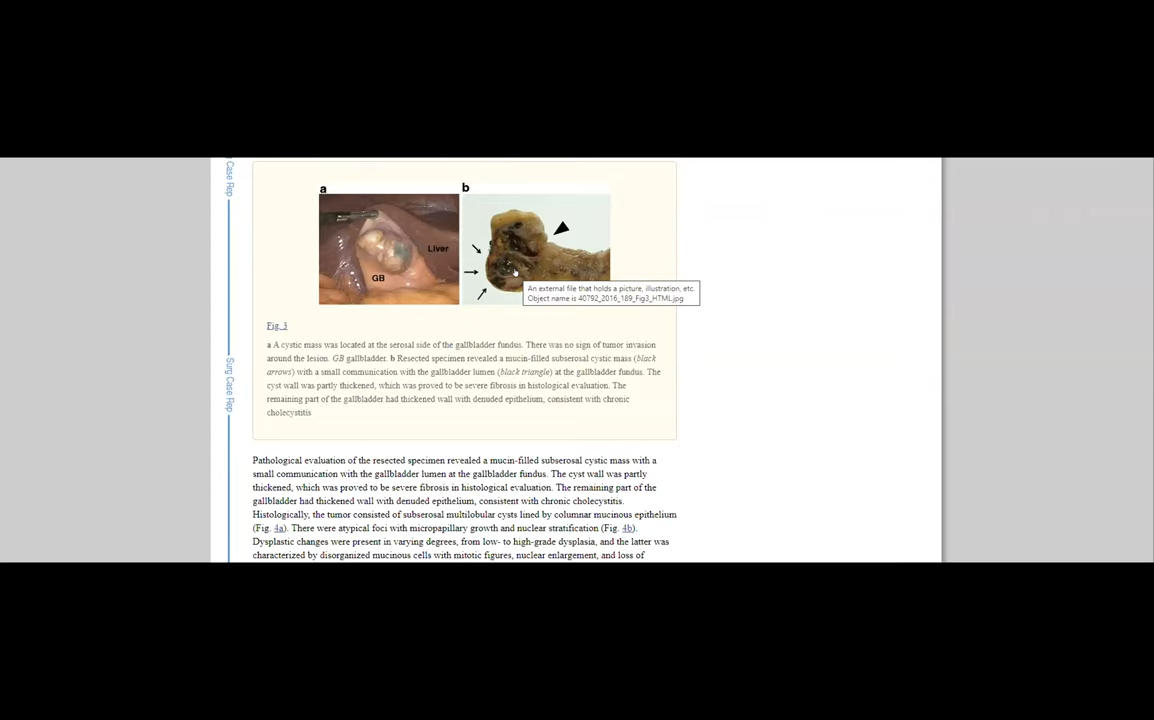 Case Rep
Surg Case Rep
a
b
Liver
GB
An external file that holds a picture, illustration, etc.
Object name is 40792_2016_189_Fig3_HTML.jpg
Fig. 3
a A cystic mass was located at the serosal side of the gallbladder fundus. There was no sign of tumor invasion
around the lesion. GB gallbladder. b Resected specimen revealed a mucin-filled subserosal cystic mass (black
arrows) with a small communication with the gallbladder lumen (black triangle) at the gallbladder fundus. The
cyst wall was partly thickened, which was proved to be severe fibrosis in histological evaluation. The
remaining part of the gallbladder had thickened wall with denuded epithelium, consistent with chronic
cholecystitis
Pathological evaluation of the resected specimen revealed a mucin-filled subserosal cystic mass with a
small communication with the gallbladder lumen at the gallbladder fundus. The cyst wall was partly
thickened, which was proved to be severe fibrosis in histological evaluation. The remaining part of the
gallbladder had thickened wall with denuded epithelium, consistent with chronic cholecystitis.
Histologically, the tumor consisted of subserosal multilobular cysts lined by columnar mucinous epithelium
(Fig. 4a). There were atypical foci with micropapillary growth and nuclear stratification (Fig. 4b).
Dysplastic changes were present in varying degrees, from low- to high-grade dysplasia, and the latter was
characterized by disorganized mucinous cells with mitotic figures, nuclear enlargement, and loss of